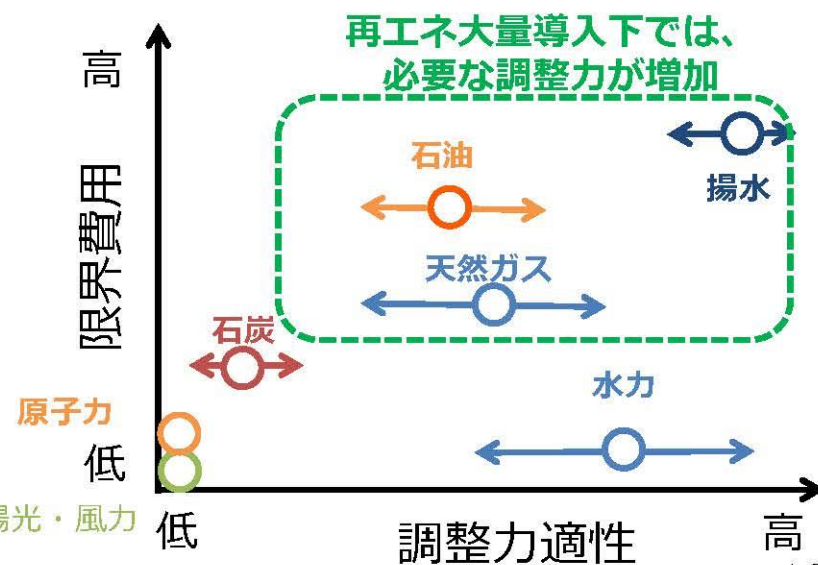 再エネ大量導入下では、
必要な調整力が増加
高
限界費用
石油
揚水
天然ガス
石炭
水力
原子力
低
陽光・風力
低
調整力適性
高